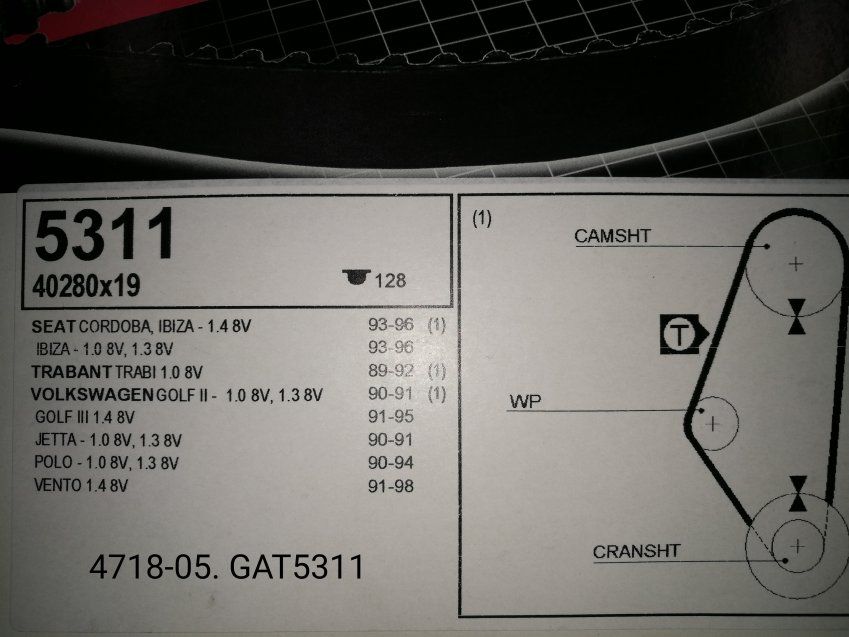 5311
40280x19
128
SEAT CORDOBA, IBIZA - 1.4 8V 93-96 (1)
IBIZA - 1.0 8V, 1.3 8V 93-96
TRABANT TRABI 1.0 8V 89-92 (1)
VOLKSWAGEN GOLF II - 1.0 8V, 1.3 8V 90-91 (1)
GOLF III 1.4 8V 91-95
JETTA - 1.0 8V, 1.3 8V 90-91
POLO - 1.0 8V, 1.3 8V 90-94
VENTO 1.4 8V 91-98
4718-05. GAT5311
(1)
CAMSHT
T
WP
CRANSHT